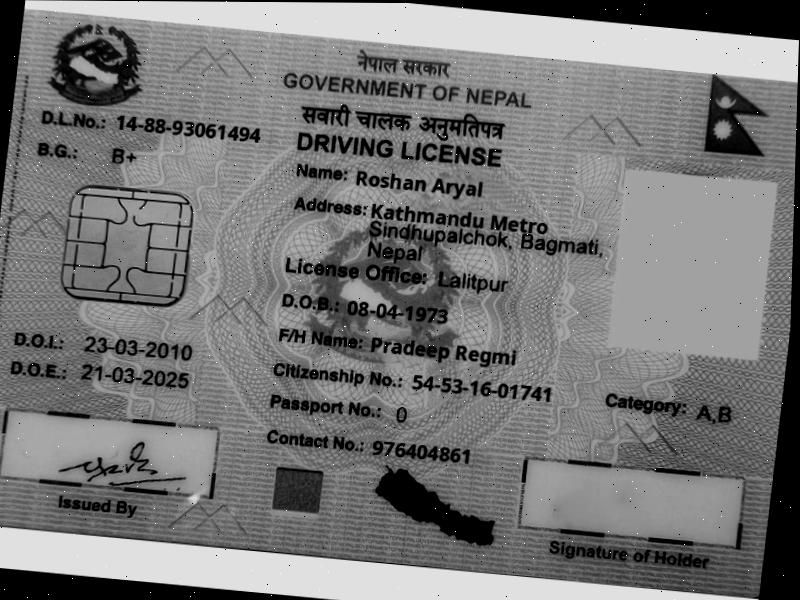 नेपाल सरकार
GOVERNMENT OF NEPAL
सवारी चालक अनुमतिपत्र
DRIVING LICENSE
D.L.No.: 14-88-93061494
B.G.: B+
Name: Roshan Aryal
Address: Kathmandu Metro
Sindhupalchok, Bagmati,
Nepal
License Office: Lalitpur
D.O.B.: 08-04-1973
F/H Name: Pradeep Regmi
D.O.I.: 23-03-2010
D.O.E.: 21-03-2025
Citizenship No.: 54-53-16-01741
Passport No.: 0
Contact No.: 976404861
Category: A,B
Issued By
Signature of Holder